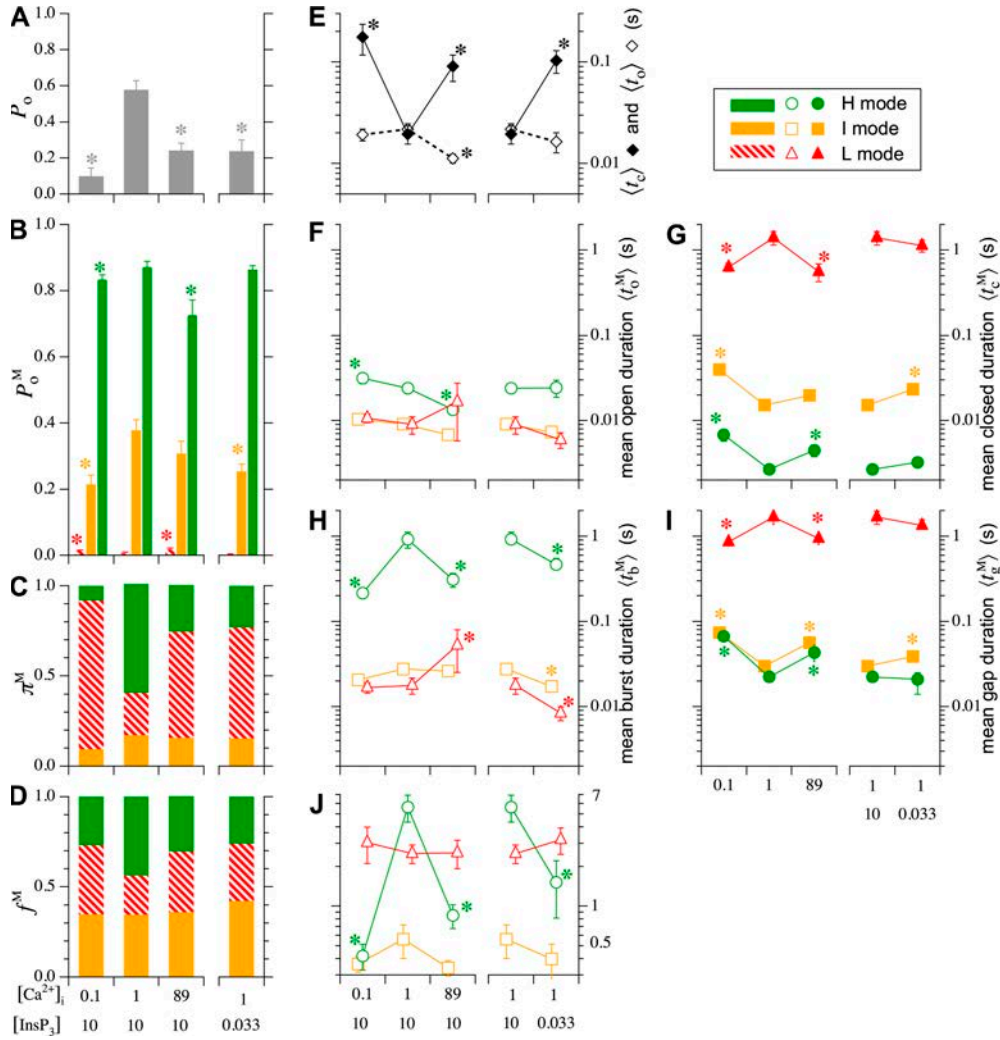 A
Pₒ
1.0
0.8
0.6
0.4
0.2
0.0
*
*
*
E
*
*
*
*
0.1
0.01
⟨t_c⟩ ◆ and ⟨t_o⟩ ◇ (s)
H mode
I mode
L mode
B
P_o^M
1.0
0.8
0.6
0.4
0.2
0.0
*
*
*
*
*
*
F
*
*
1
0.1
0.01
mean open duration ⟨t_o^M⟩ (s)
G
*
*
*
*
*
*
1
0.1
0.01
mean closed duration ⟨t_c^M⟩ (s)
C
π^M
1.0
0.5
0.0
H
*
*
*
*
*
*
1
0.1
0.01
mean burst duration ⟨t_b^M⟩ (s)
I
*
*
*
*
*
*
*
1
0.1
0.01
mean gap duration ⟨t_g^M⟩ (s)
0.1 1 89 1 1
10 0.033
D
f^M
1.0
0.5
0.0
J
*
*
*
7
1
0.5
[Ca²⁺]ᵢ 0.1 1 89 1 0.1 1 89 1 1
[InsP₃] 10 10 10 0.033 10 10 10 10 0.033